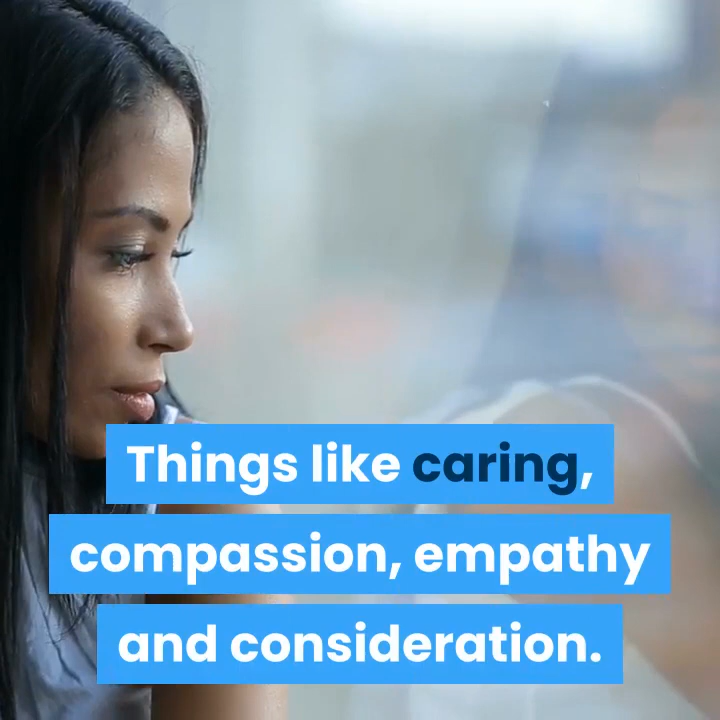 Things like caring,
compassion, empathy
and consideration.